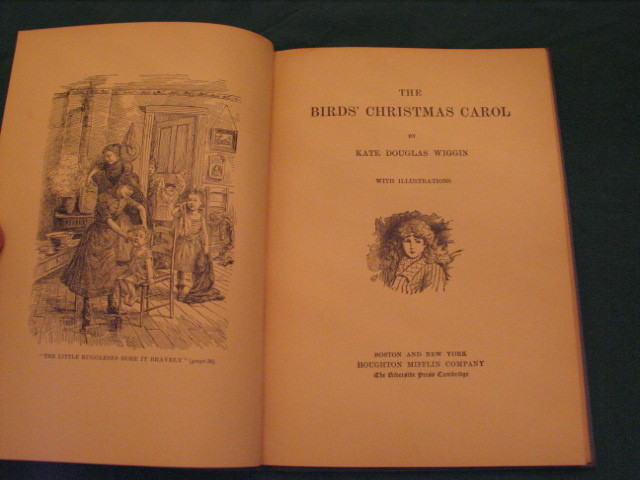 "THE LITTLE RUGGLESES BORE IT BRAVELY"
THE
BIRDS' CHRISTMAS CAROL
BY
KATE DOUGLAS WIGGIN
WITH ILLUSTRATIONS
BOSTON AND NEW YORK
HOUGHTON MIFFLIN COMPANY
The Riverside Press Cambridge